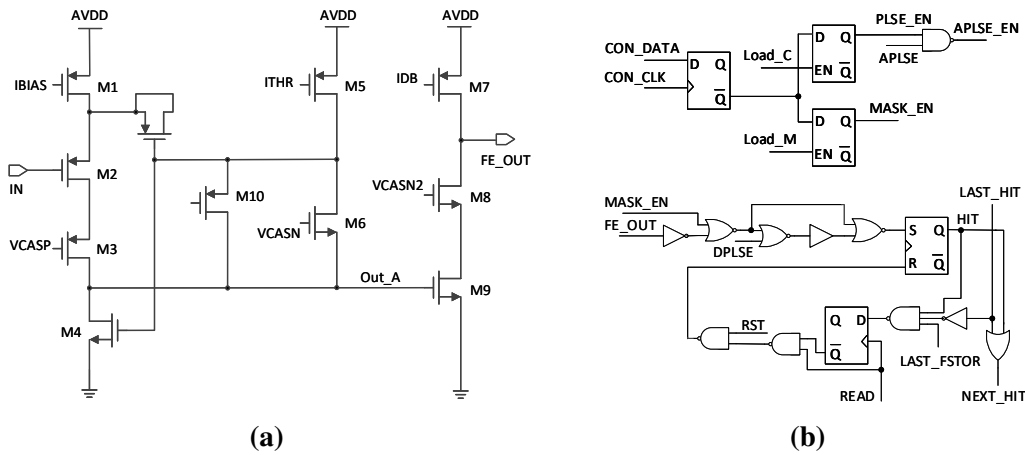 AVDD
AVDD
AVDD
IBIAS
M1
ITHR
M5
IDB
M7
IN
M2
M10
FE_OUT
VCASP
M3
VCASN
M6
VCASN2
M8
Out_A
M4
M9
(a)
PLSE_EN
APLSE_EN
CON_DATA
CON_CLK
D Q
Q
Load_C
D Q
EN Q
APLSE
D Q
EN Q
MASK_EN
Load_M
LAST_HIT
MASK_EN
FE_OUT
DPLSE
S Q
R Q
HIT
RST
Q D
Q
LAST_FSTOR
READ
NEXT_HIT
(b)